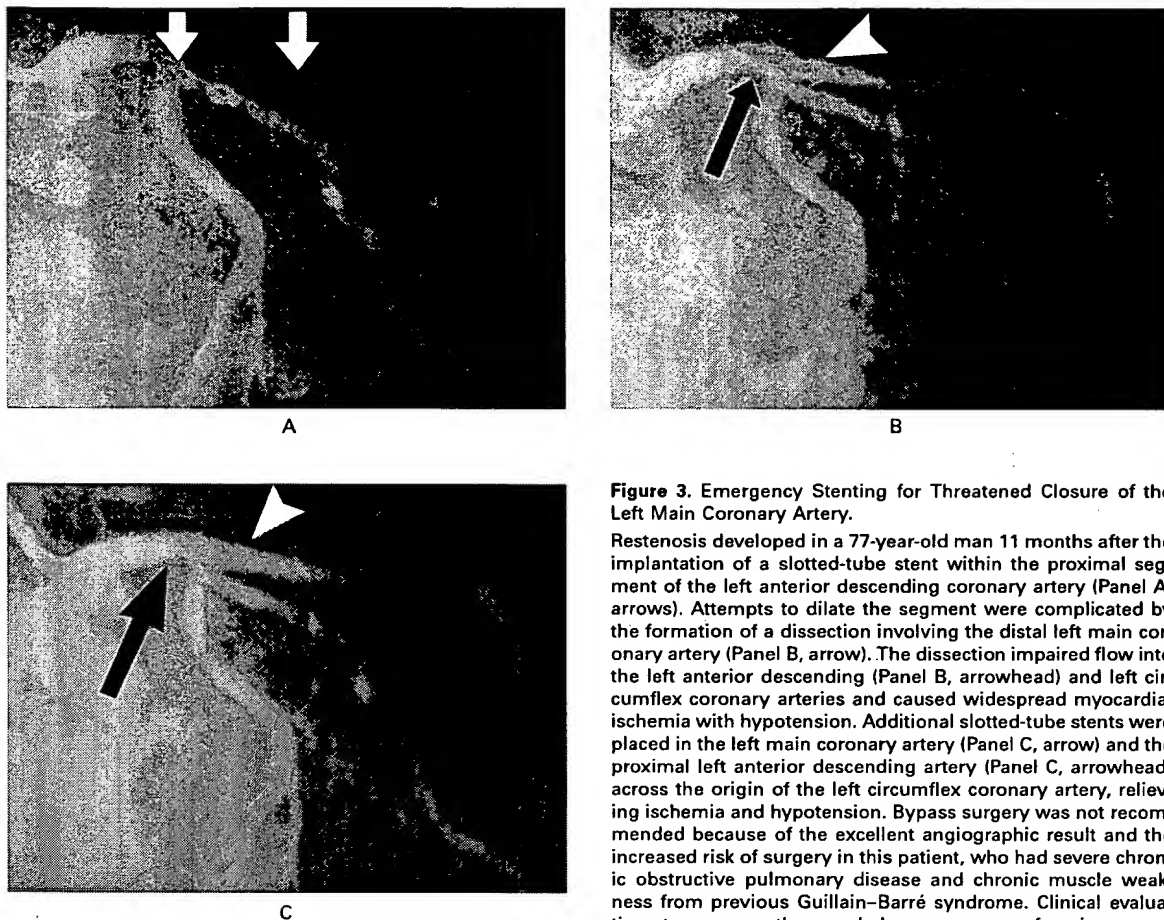 A
B
C
Figure 3. Emergency Stenting for Threatened Closure of the
Left Main Coronary Artery.
Restenosis developed in a 77-year-old man 11 months after the
implantation of a slotted-tube stent within the proximal seg
ment of the left anterior descending coronary artery (Panel A
arrows). Attempts to dilate the segment were complicated by
the formation of a dissection involving the distal left main cor
onary artery (Panel B, arrow). The dissection impaired flow into
the left anterior descending (Panel B, arrowhead) and left cir
cumflex coronary arteries and caused widespread myocardia
ischemia with hypotension. Additional slotted-tube stents were
placed in the left main coronary artery (Panel C, arrow) and the
proximal left anterior descending artery (Panel C, arrowhead
across the origin of the left circumflex coronary artery, reliev
ing ischemia and hypotension. Bypass surgery was not recom
mended because of the excellent angiographic result and the
increased risk of surgery in this patient, who had severe chron
ic obstructive pulmonary disease and chronic muscle weak
ness from previous Guillain–Barré syndrome. Clinical evalua